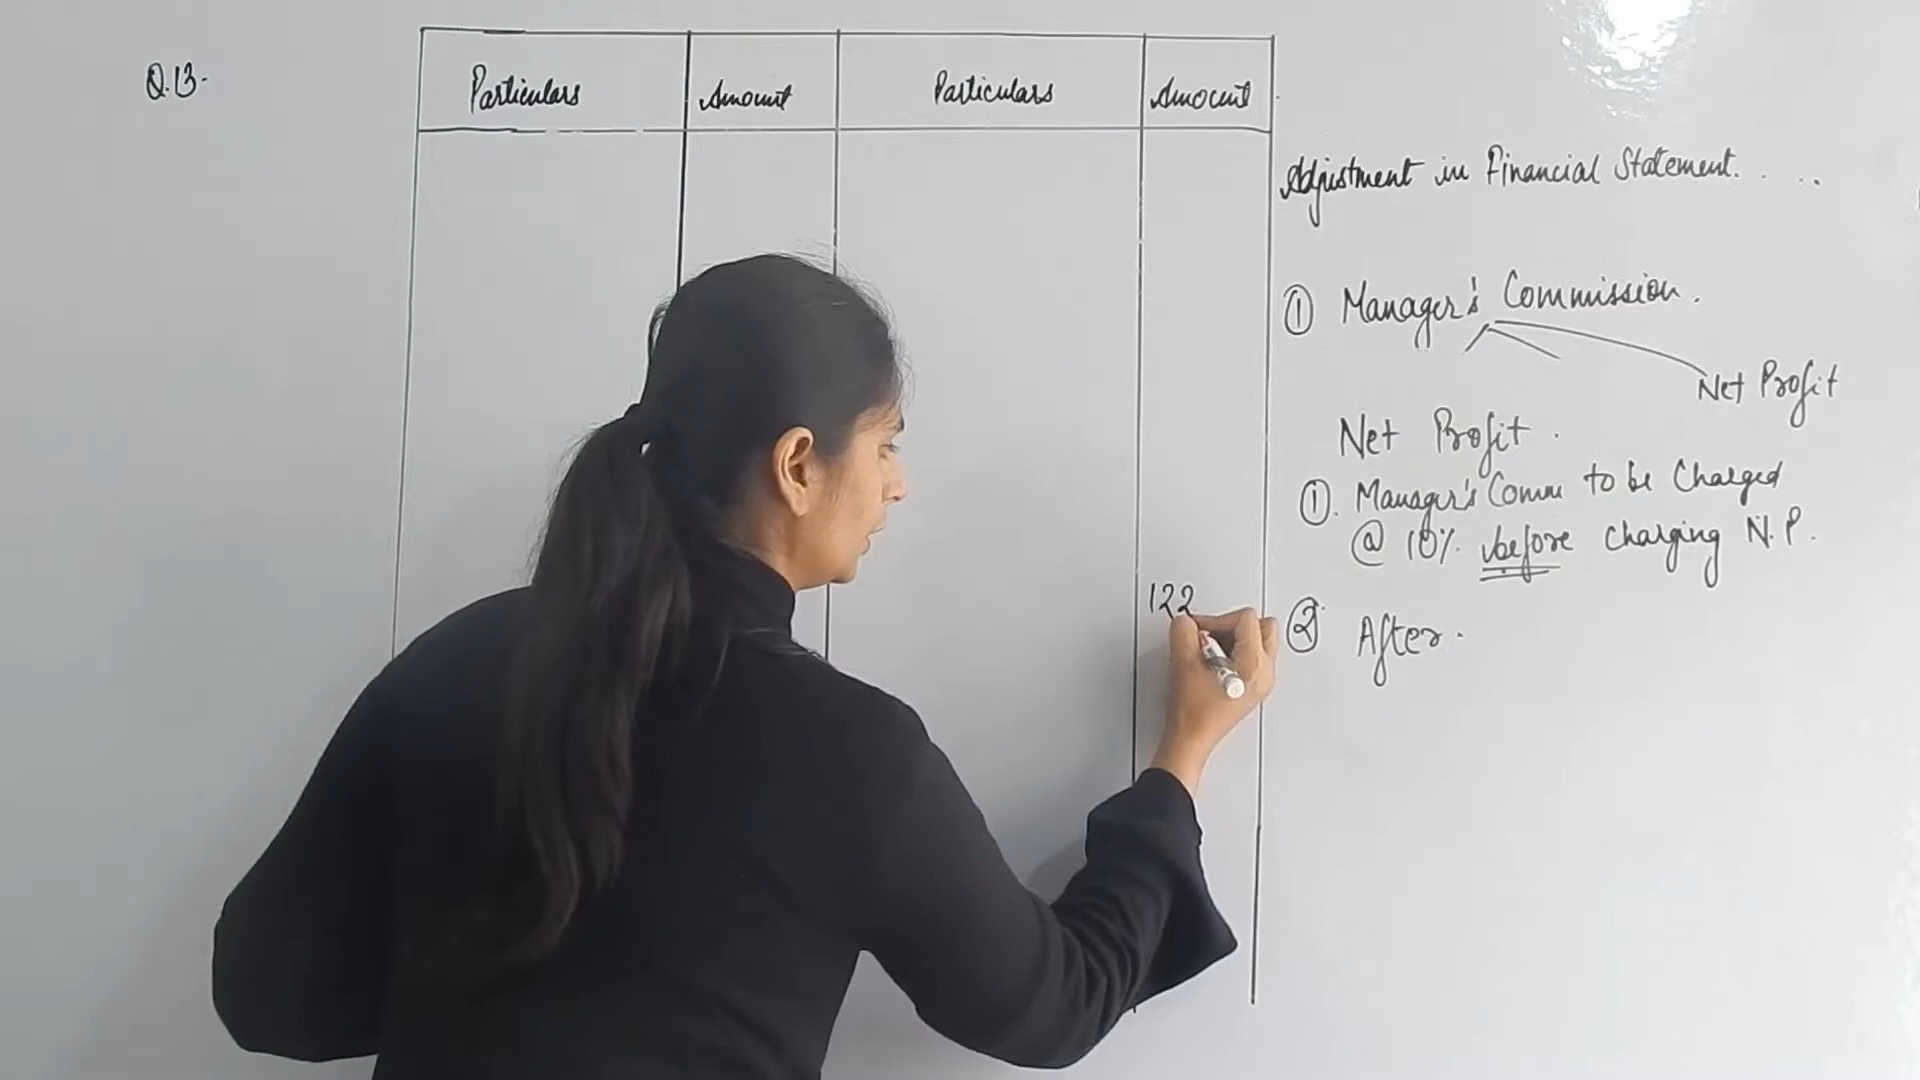 Q.13.
Particulars Amount Particulars Amount
Adjustment in Financial Statement. . ...
① Manager's Commission.
Net Profit
Net Profit.
①. Manager's Comm to be Charged
@ 10%. before charging N.P.
122
② After.